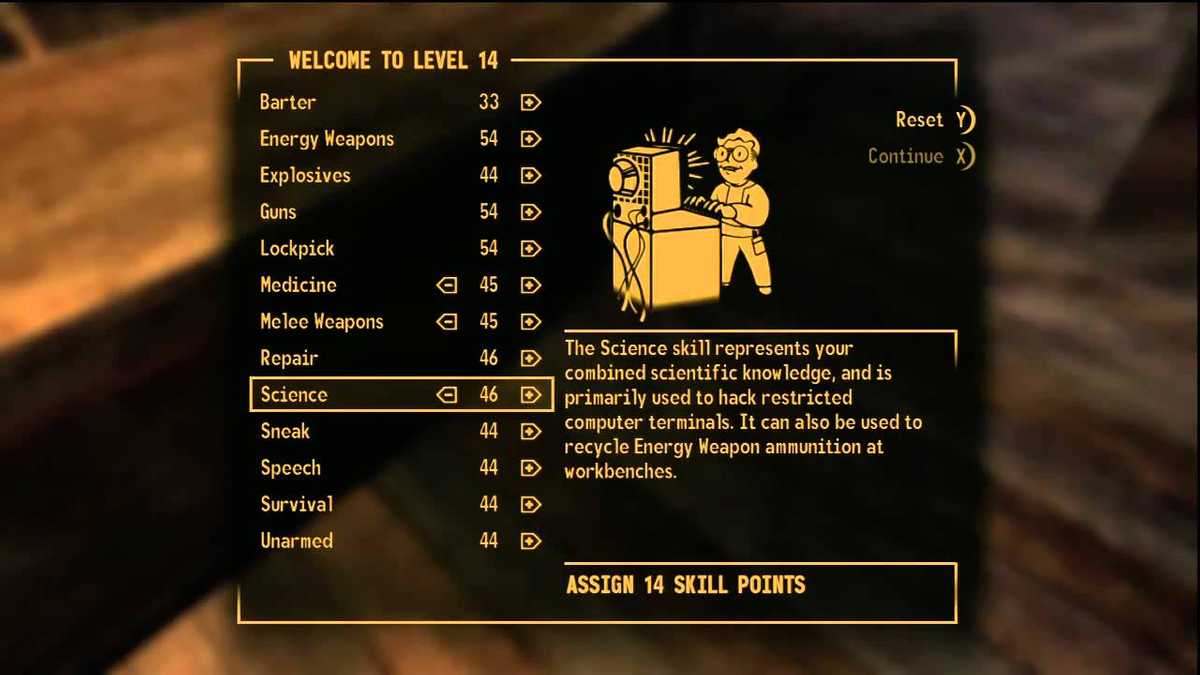 WELCOME TO LEVEL 14
Barter 33
Energy Weapons 54
Explosives 44
Guns 54
Lockpick 54
Medicine 45
Melee Weapons 45
Repair 46
Science 46
Sneak 44
Speech 44
Survival 44
Unarmed 44
Reset Y)
Continue X)
The Science skill represents your
combined scientific knowledge, and is
primarily used to hack restricted
computer terminals. It can also be used to
recycle Energy Weapon ammunition at
workbenches.
ASSIGN 14 SKILL POINTS